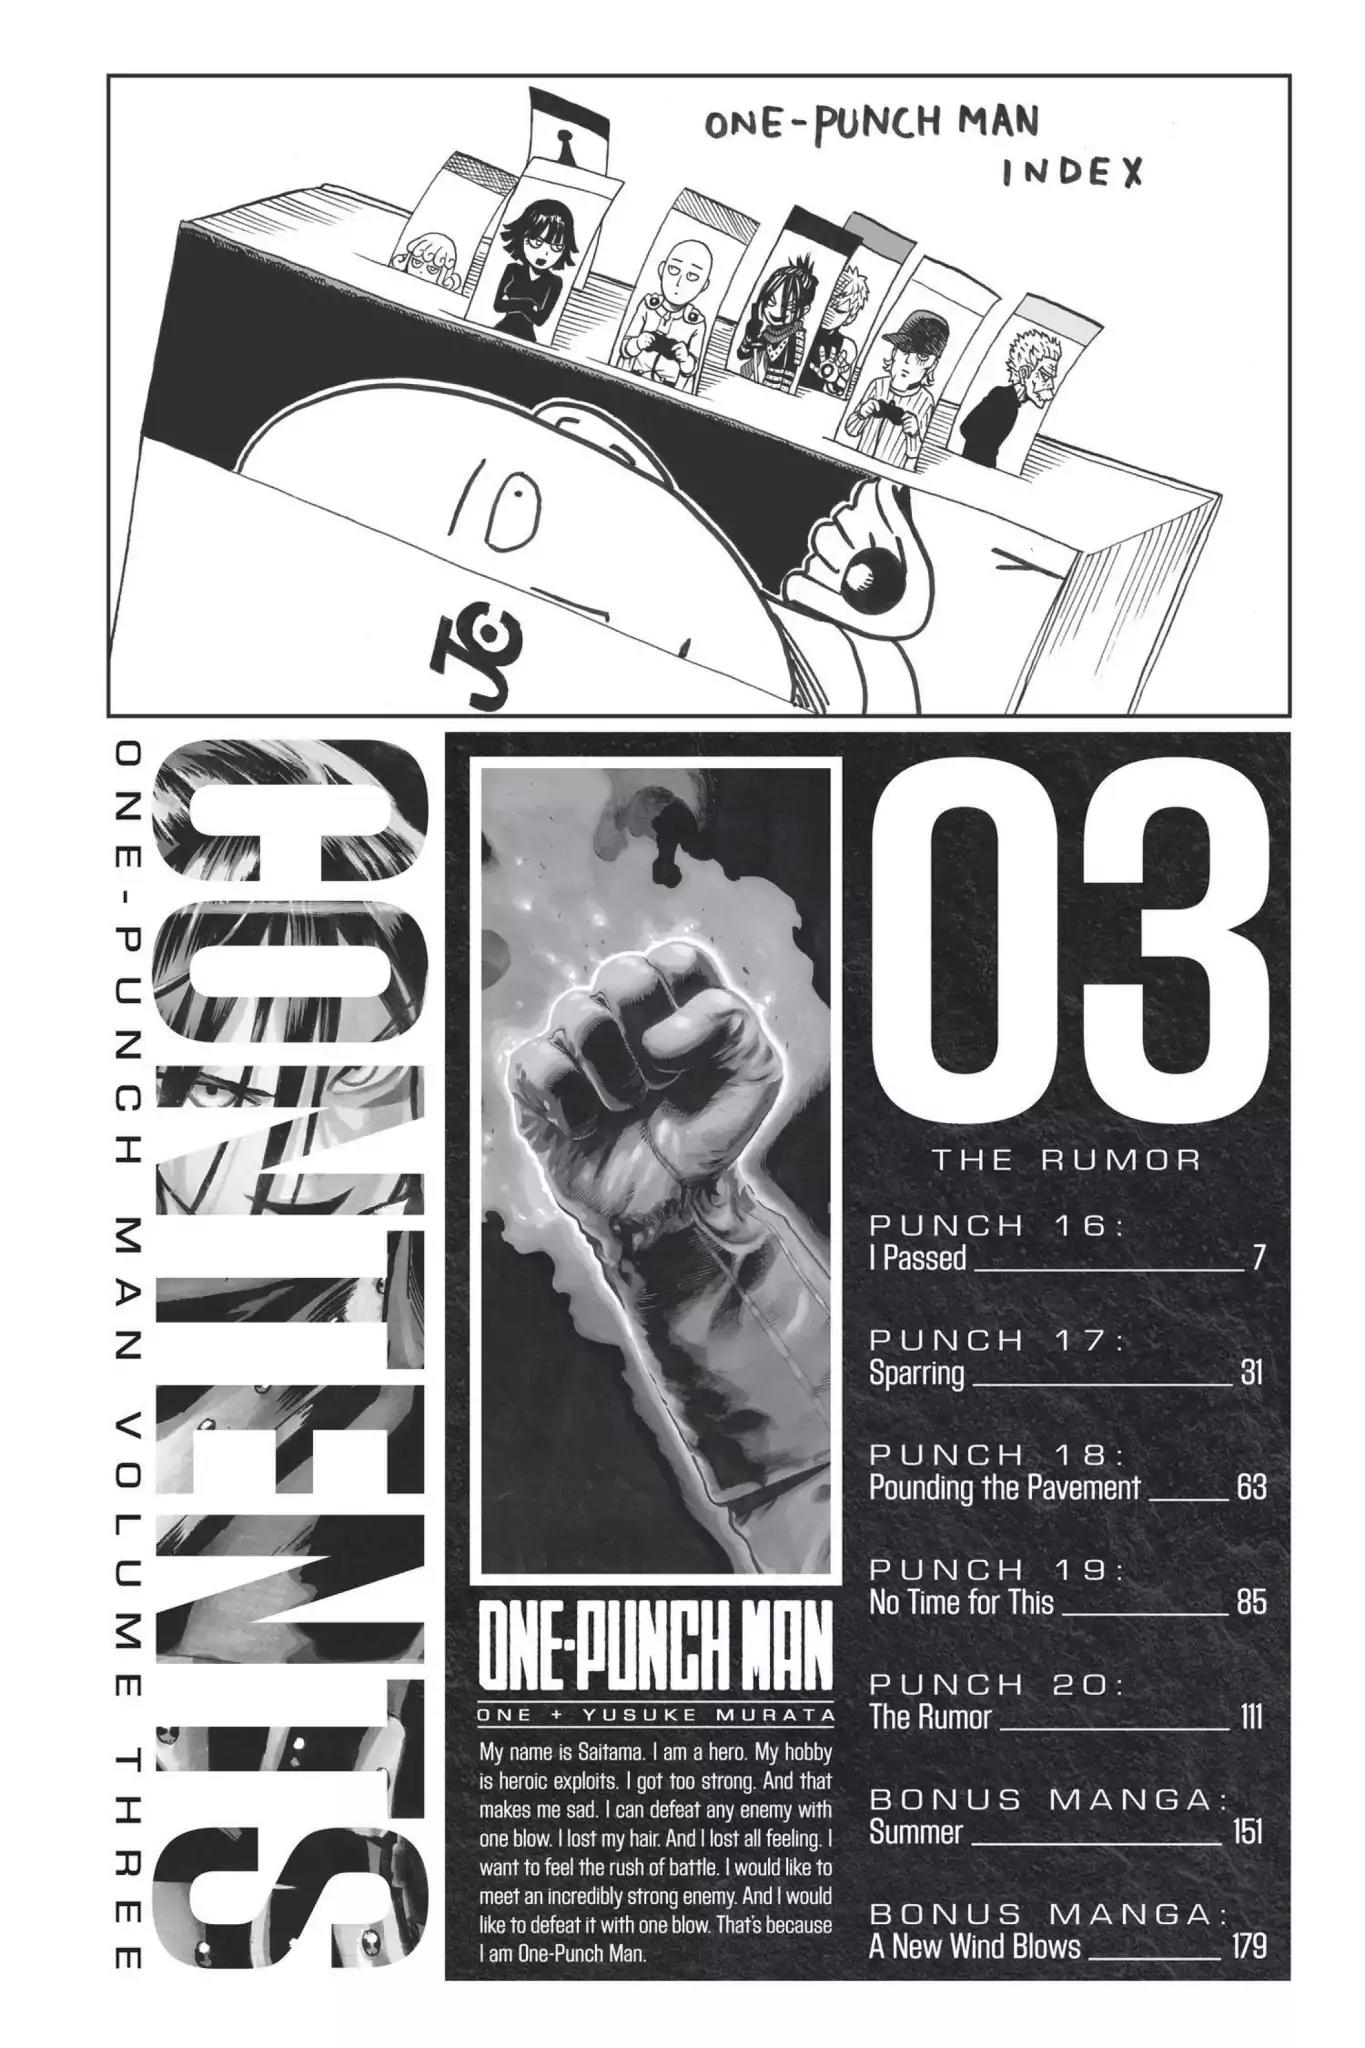 ONE-PUNCH MAN
INDEX
10
JC
CONTENTS
ONE-PUNCH MAN VOLUME THREE
ONE-PUNCH MAN
ONE + YUSUKE MURATA
My name is Saitama. I am a hero. My hobby
is heroic exploits. I got too strong. And that
makes me sad. I can defeat any enemy with
one blow. I lost my hair. And I lost all feeling. I
want to feel the rush of battle. I would like to
meet an incredibly strong enemy. And I would
like to defeat it with one blow. That's because
I am One-Punch Man.
03
THE RUMOR
PUNCH 16:
I Passed 7
PUNCH 17:
Sparring 31
PUNCH 18:
Pounding the Pavement 63
PUNCH 19:
No Time for This 85
PUNCH 20:
The Rumor 111
BONUS MANGA:
Summer 151
BONUS MANGA:
A New Wind Blows 179